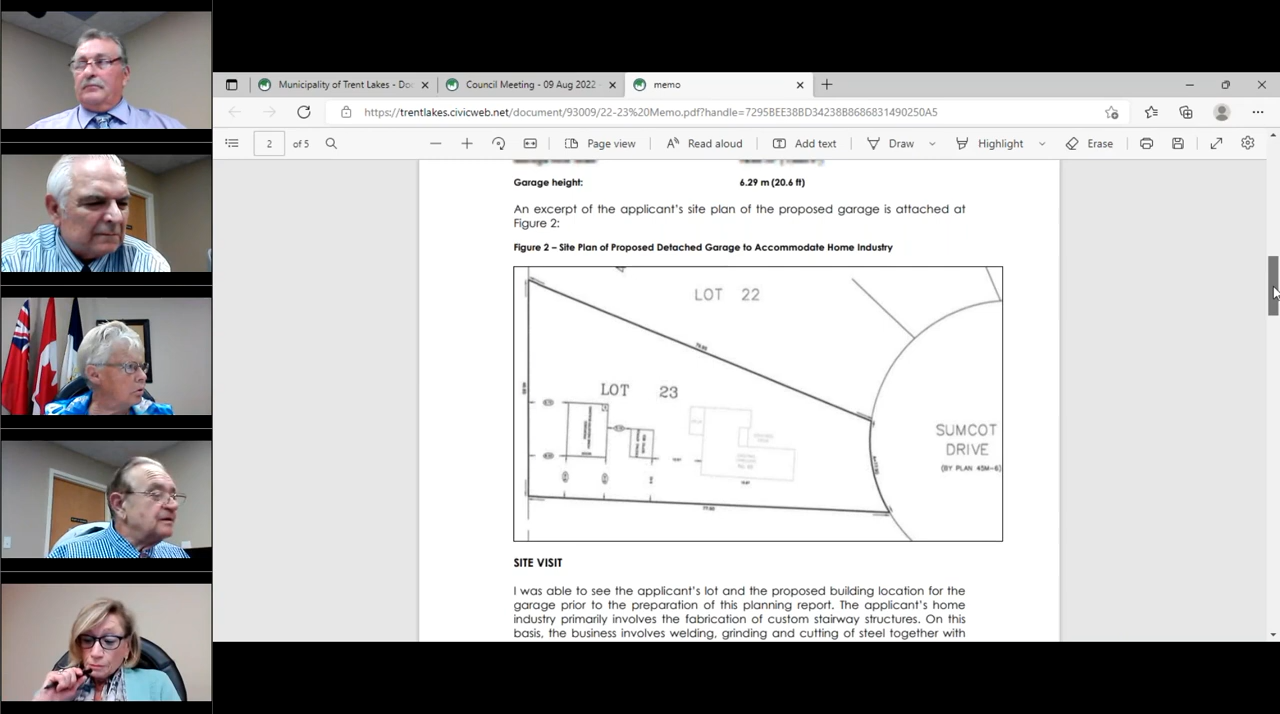 Municipality of Trent Lakes - Doc
Council Meeting - 09 Aug 2022
memo
https://trentlakes.civicweb.net/document/93009/22-23%20Memo.pdf?handle=7295BEE38BD34238B868683149025​0A5
2 of 5
Page view
Read aloud
Add text
Draw
Highlight
Erase
Garage height: 6.29 m (20.6 ft)
An excerpt of the applicant's site plan of the proposed garage is attached at
Figure 2:
Figure 2 – Site Plan of Proposed Detached Garage to Accommodate Home Industry
LOT 22
LOT 23
SUMCOT
DRIVE
(BY PLAN 45M-6)
SITE VISIT
I was able to see the applicant's lot and the proposed building location for the
garage prior to the preparation of this planning report. The applicant's home
industry primarily involves the fabrication of custom stairway structures. On this
basis, the business involves welding, grinding and cutting of steel together with